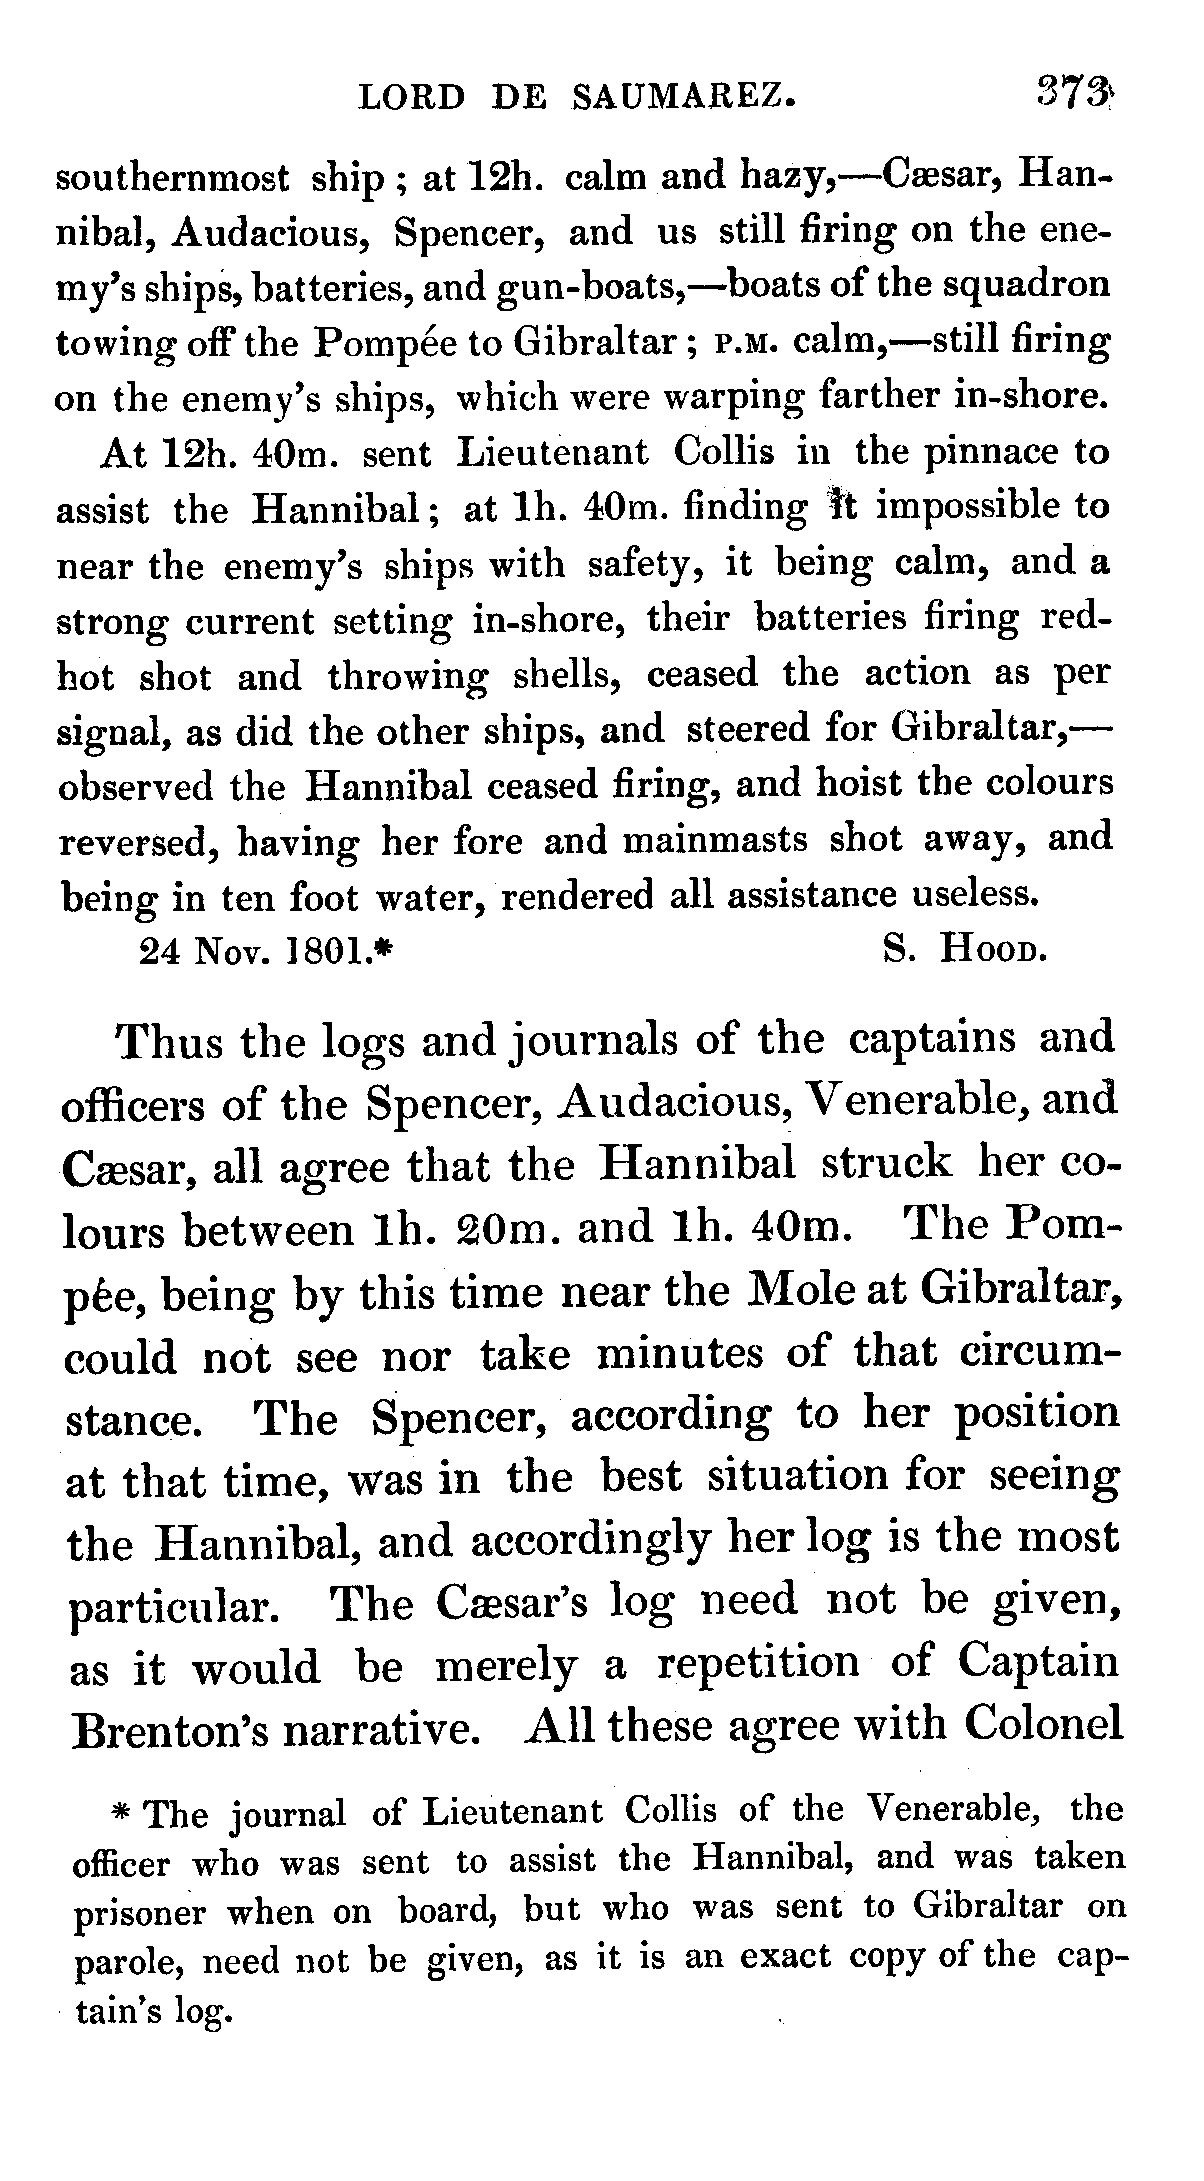 LORD DE SAUMAREZ. 373
southernmost ship ; at 12h. calm and hazy,—Cæsar, Han-
nibal, Audacious, Spencer, and us still firing on the ene-
my's ships, batteries, and gun-boats,—boats of the squadron
towing off the Pompée to Gibraltar ; P.M. calm,—still firing
on the enemy's ships, which were warping farther in-shore.
At 12h. 40m. sent Lieutenant Collis in the pinnace to
assist the Hannibal ; at 1h. 40m. finding it impossible to
near the enemy's ships with safety, it being calm, and a
strong current setting in-shore, their batteries firing red-
hot shot and throwing shells, ceased the action as per
signal, as did the other ships, and steered for Gibraltar,—
observed the Hannibal ceased firing, and hoist the colours
reversed, having her fore and mainmasts shot away, and
being in ten foot water, rendered all assistance useless.
24 Nov. 1801.* S. HOOD.
Thus the logs and journals of the captains and
officers of the Spencer, Audacious, Venerable, and
Cæsar, all agree that the Hannibal struck her co-
lours between 1h. 20m. and 1h. 40m. The Pom-
pée, being by this time near the Mole at Gibraltar,
could not see nor take minutes of that circum-
stance. The Spencer, according to her position
at that time, was in the best situation for seeing
the Hannibal, and accordingly her log is the most
particular. The Cæsar's log need not be given,
as it would be merely a repetition of Captain
Brenton's narrative. All these agree with Colonel
* The journal of Lieutenant Collis of the Venerable, the
officer who was sent to assist the Hannibal, and was taken
prisoner when on board, but who was sent to Gibraltar on
parole, need not be given, as it is an exact copy of the cap-
tain's log.